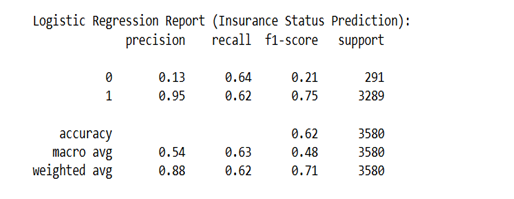 Logistic Regression Report (Insurance Status Prediction):
precision recall f1-score support
0 0.13 0.64 0.21 291
1 0.95 0.62 0.75 3289
accuracy 0.62 3580
macro avg 0.54 0.63 0.48 3580
weighted avg 0.88 0.62 0.71 3580